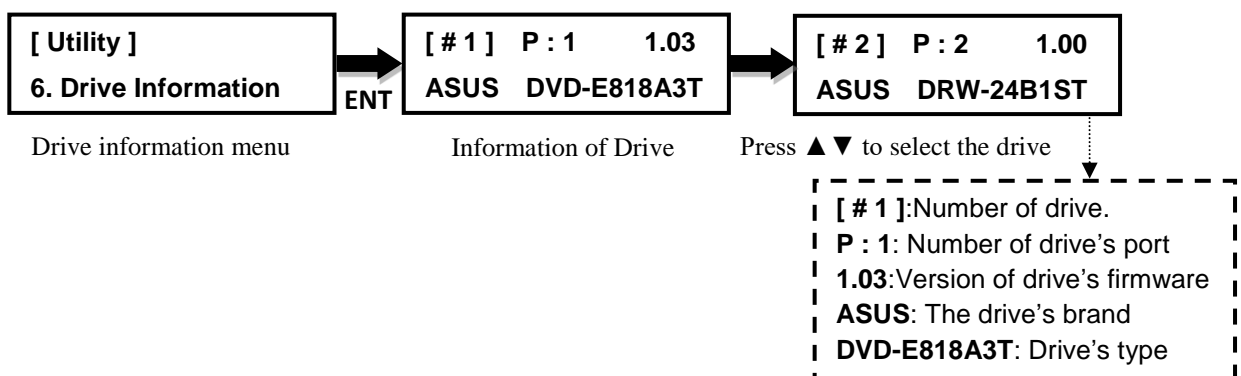 [ Utility ]
6. Drive Information
ENT
[ # 1 ] P : 1 1.03
ASUS DVD-E818A3T
[ # 2 ] P : 2 1.00
ASUS DRW-24B1ST
Drive information menu
Information of Drive
Press ▲▼ to select the drive
[ # 1 ]:Number of drive.
P : 1: Number of drive’s port
1.03:Version of drive’s firmware
ASUS: The drive’s brand
DVD-E818A3T: Drive’s type